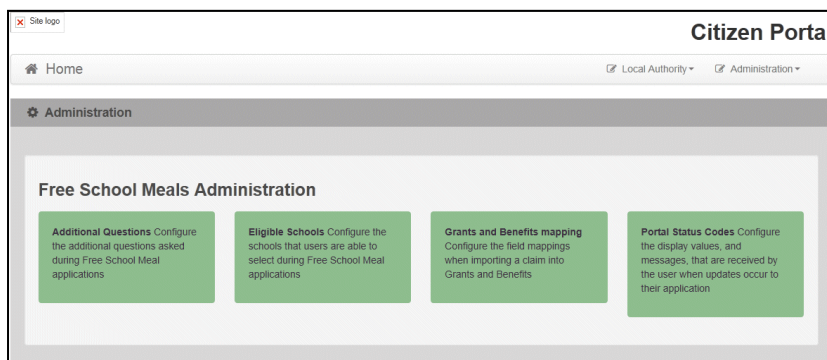 Site logo
Citizen Porta
Home
Local Authority
Administration
Administration
Free School Meals Administration
Additional Questions Configure
the additional questions asked
during Free School Meal
applications
Eligible Schools Configure the
schools that users are able to
select during Free School Meal
applications
Grants and Benefits mapping
Configure the field mappings
when importing a claim into
Grants and Benefits
Portal Status Codes Configure
the display values, and
messages, that are received by
the user when updates occur to
their application